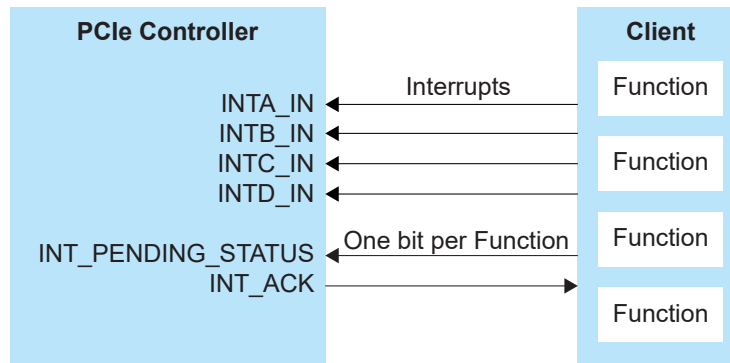 PCIe Controller
Client
Interrupts
Function
INTA_IN
INTB_IN
INTC_IN
Function
INTD_IN
One bit per Function
Function
INT_PENDING_STATUS
INT_ACK
Function